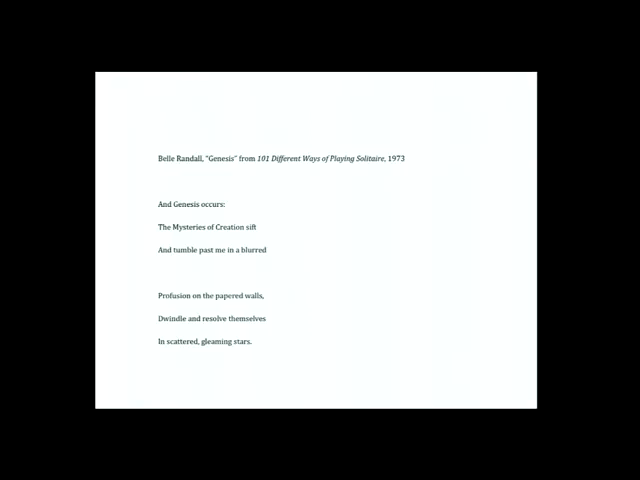 Belle Randall, "Genesis" from 101 Different Ways of Playing Solitaire, 1973
And Genesis occurs:
The Mysteries of Creation sift
And tumble past me in a blurred
Profusion on the papered walls,
Dwindle and resolve themselves
In scattered, gleaming stars.